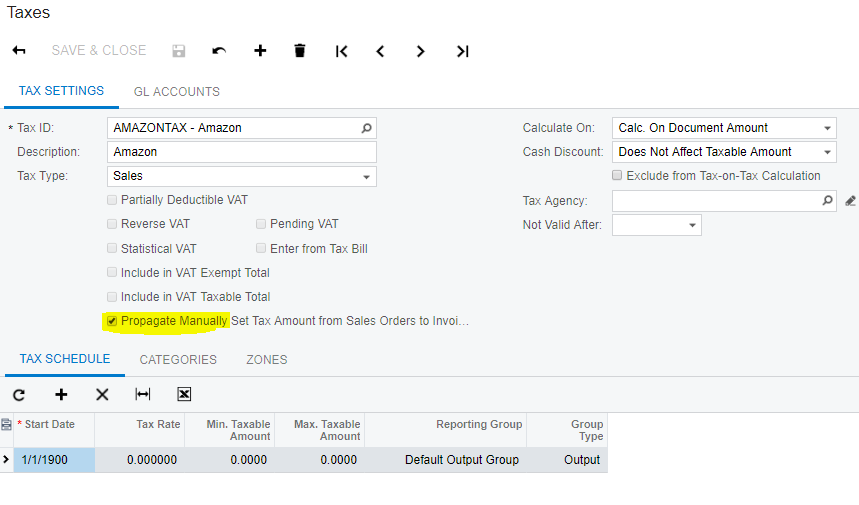 Taxes
SAVE & CLOSE
TAX SETTINGS GL ACCOUNTS
* Tax ID: AMAZONTAX - Amazon Calculate On: Calc. On Document Amount
Description: Amazon Cash Discount: Does Not Affect Taxable Amount
Tax Type: Sales Exclude from Tax-on-Tax Calculation
Partially Deductible VAT Tax Agency:
Reverse VAT Pending VAT Not Valid After:
Statistical VAT Enter from Tax Bill
Include in VAT Exempt Total
Include in VAT Taxable Total
Propagate Manually Set Tax Amount from Sales Orders to Invoi...
TAX SCHEDULE CATEGORIES ZONES
* Start Date Tax Rate Min. Taxable Amount Max. Taxable Amount Reporting Group Group Type
1/1/1900 0.000000 0.0000 0.0000 Default Output Group Output